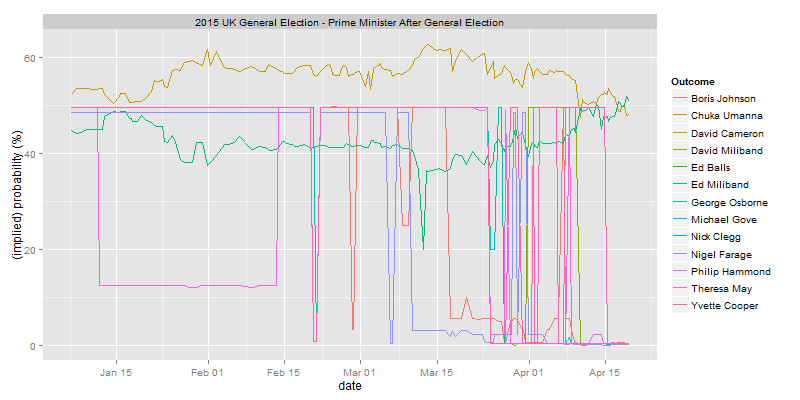 2015 UK General Election - Prime Minister After General Election
(implied) probability (%)
60
40
20
0
Jan 15
Feb 01
Feb 15
Mar 01
Mar 15
Apr 01
Apr 15
date
Outcome
Boris Johnson
Chuka Umanna
David Cameron
David Miliband
Ed Balls
Ed Miliband
George Osborne
Michael Gove
Nick Clegg
Nigel Farage
Philip Hammond
Theresa May
Yvette Cooper